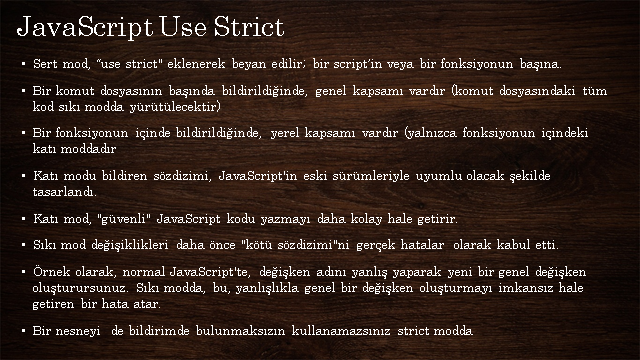 JavaScript Use Strict
• Sert mod, "use strict" eklenerek beyan edilir; bir script'in veya bir fonksiyonun başına.
• Bir komut dosyasının başında bildirildiğinde, genel kapsamı vardır (komut dosyasındaki tüm
kod sıkı modda yürütülecektir)
• Bir fonksiyonun içinde bildirildiğinde, yerel kapsamı vardır (yalnızca fonksiyonun içindeki
katı moddadır
• Katı modu bildiren sözdizimi, JavaScript'in eski sürümleriyle uyumlu olacak şekilde
tasarlandı.
• Katı mod, "güvenli" JavaScript kodu yazmayı daha kolay hale getirir.
• Sıkı mod değişiklikleri daha önce "kötü sözdizimi"ni gerçek hatalar olarak kabul etti.
• Örnek olarak, normal JavaScript'te, değişken adını yanlış yaparak yeni bir genel değişken
oluşturursunuz. Sıkı modda, bu, yanlışlıkla genel bir değişken oluşturmayı imkansız hale
getiren bir hata atar.
• Bir nesneyi de bildirimde bulunmaksızın kullanamazsınız strict modda